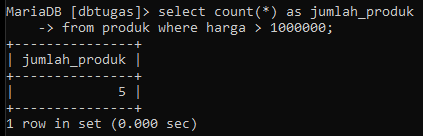 MariaDB [dbtugas]> select count(*) as jumlah_produk
    -> from produk where harga > 1000000;
+---------------+
| jumlah_produk |
+---------------+
|             5 |
+---------------+
1 row in set (0.000 sec)